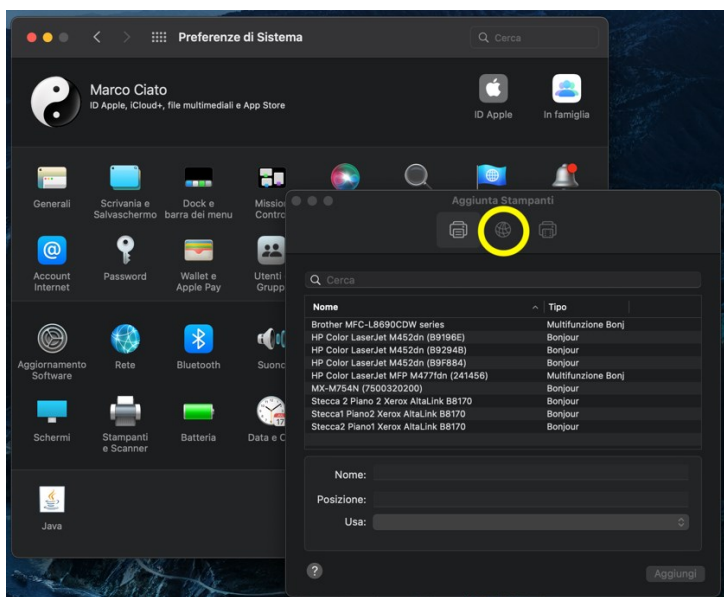 Preferenze di Sistema
Cerca
Marco Ciato
ID Apple, iCloud+, file multimediali e App Store
ID Apple
In famiglia
Generali
Scrivania e
Salvaschermo
Dock e
barra dei menu
Mission
Contro
Account
Internet
Password
Wallet e
Apple Pay
Utenti
Grupp
Aggiornamento
Software
Rete
Bluetooth
Suono
Schermi
Stampanti
e Scanner
Batteria
Data e O
17
Java
Aggiunta Stampanti
Cerca
Nome
Tipo
Brother MFC-L8690CDW series
Multifunzione Bonj
HP Color LaserJet M452dn (B9196E)
Bonjour
HP Color LaserJet M452dn (B9294B)
Bonjour
HP Color LaserJet M452dn (B9F884)
Bonjour
HP Color LaserJet MFP M477fdn (241456)
Multifunzione Bonj
MX-M754N (7500320200)
Bonjour
Stecca 2 Piano 2 Xerox AltaLink B8170
Bonjour
Stecca1 Piano2 Xerox AltaLink B8170
Bonjour
Stecca2 Piano1 Xerox AltaLink B8170
Bonjour
Nome:
Posizione:
Usa:
?
Aggiungi